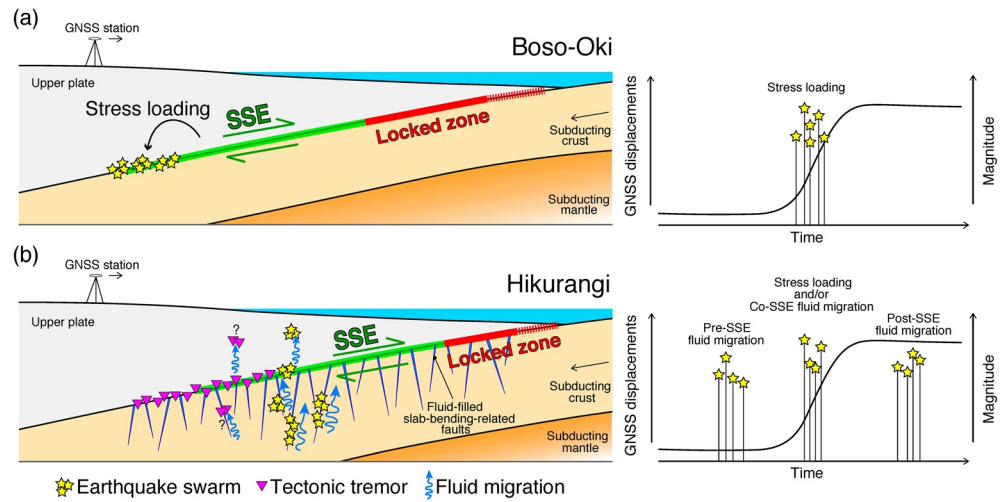 (a)
GNSS station
Boso-Oki
Upper plate
Stress loading
SSE
Locked zone
Subducting
crust
Subducting
mantle
GNSS displacements
Stress loading
Magnitude
Time
(b)
GNSS station
Hikurangi
Upper plate
?
SSE
Locked zone
?
Fluid-filled
slab-bending-related
faults
Subducting
crust
Subducting
mantle
GNSS displacements
Pre-SSE
fluid migration
Stress loading
and/or
Co-SSE fluid migration
Post-SSE
fluid migration
Magnitude
Time
Earthquake swarm
Tectonic tremor
Fluid migration